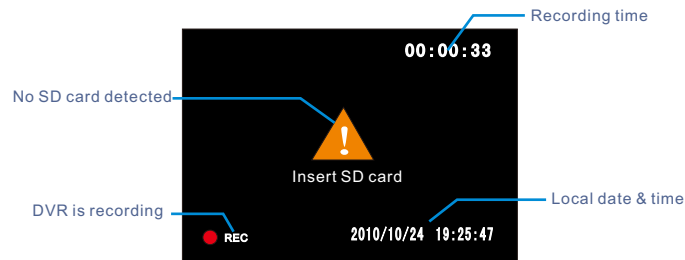 Recording time
00:00:33
No SD card detected
!
Insert SD card
DVR is recording
Local date & time
REC
2010/10/24 19:25:47